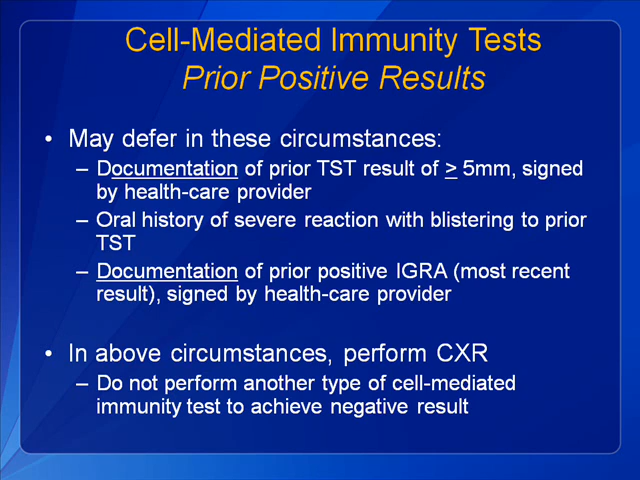 Cell-Mediated Immunity Tests
Prior Positive Results
• May defer in these circumstances:
– Documentation of prior TST result of ≥ 5mm, signed
by health-care provider
– Oral history of severe reaction with blistering to prior
TST
– Documentation of prior positive IGRA (most recent
result), signed by health-care provider
• In above circumstances, perform CXR
– Do not perform another type of cell-mediated
immunity test to achieve negative result